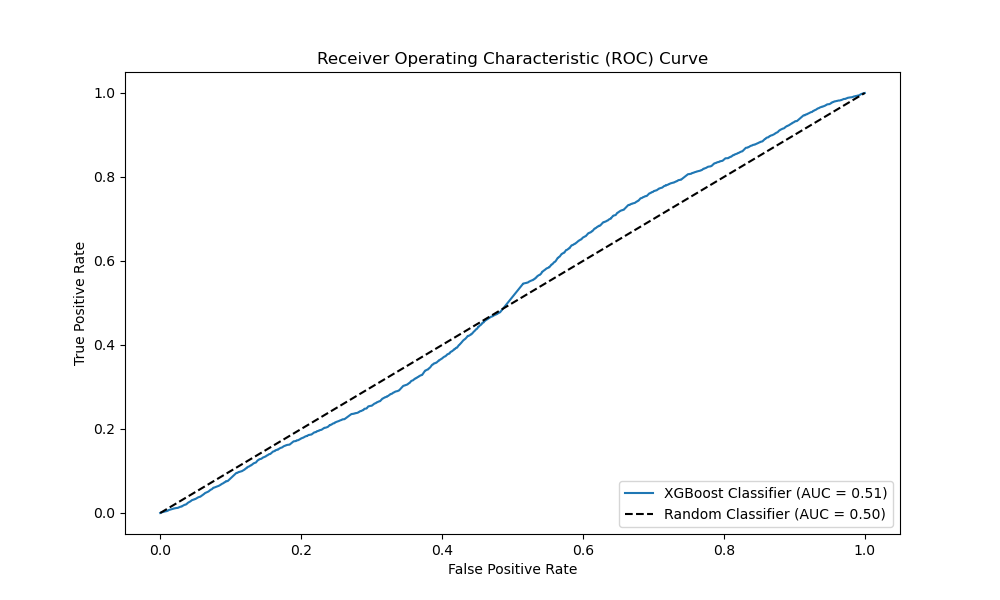 Receiver Operating Characteristic (ROC) Curve
True Positive Rate
1.0
0.8
0.6
0.4
0.2
0.0
XGBoost Classifier (AUC = 0.51)
Random Classifier (AUC = 0.50)
0.0 0.2 0.4 0.6 0.8 1.0
False Positive Rate